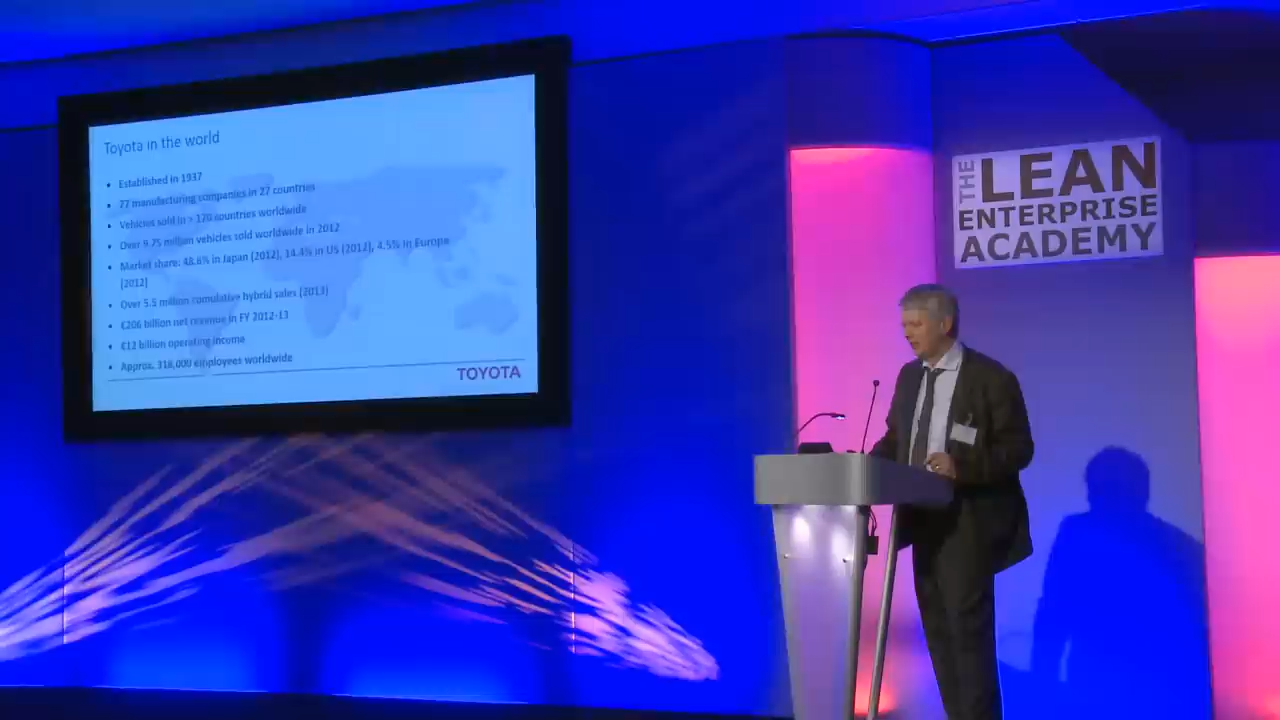 Toyota in the world
• Established in 1937
• 77 manufacturing companies in 27 countries
• Vehicles sold in > 170 countries worldwide
• Over 9.75 million vehicles sold worldwide in 2012
• Market share: 48.6% in Japan (2012), 14.4% in US (2012), 4.5% in Europe
(2012)
• Over 5.5 million cumulative hybrid sales (2013)
• €206 billion net revenue in FY 2012-13
• €12 billion operating income
• Approx. 318,000 employees worldwide
TOYOTA
THE LEAN
ENTERPRISE
ACADEMY